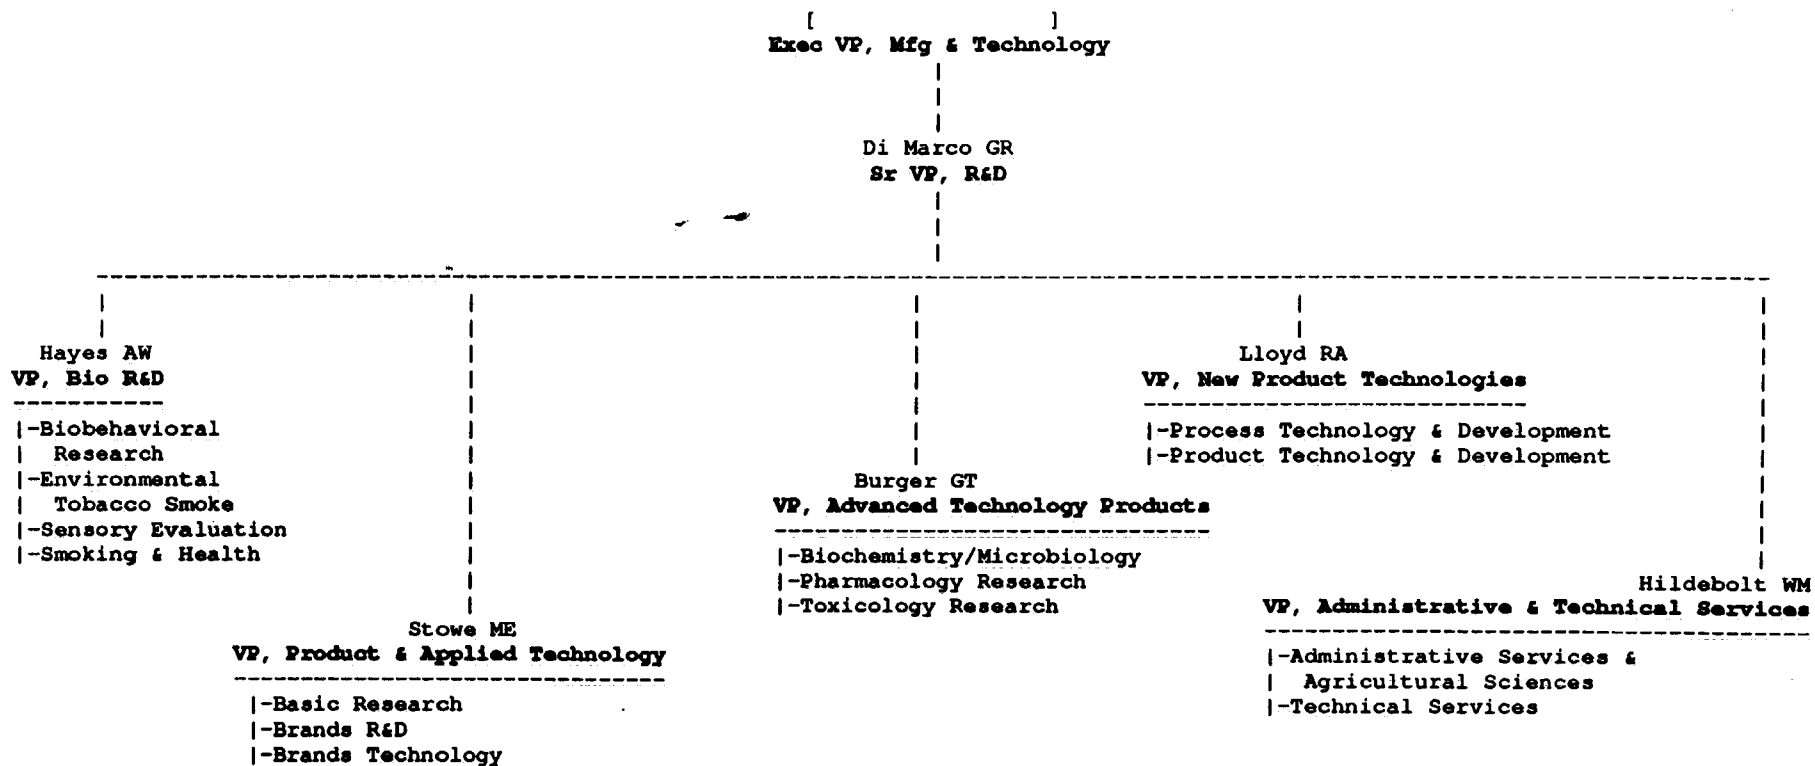 [                    ]
Exec VP, Mfg & Technology
Di Marco GR
Sr VP, R&D
Hayes AW
VP, Bio R&D
|-Biobehavioral
|  Research
|-Environmental
|  Tobacco Smoke
|-Sensory Evaluation
|-Smoking & Health
Stowe ME
VP, Product & Applied Technology
|-Basic Research
|-Brands R&D
|-Brands Technology
Burger GT
VP, Advanced Technology Products
|-Biochemistry/Microbiology
|-Pharmacology Research
|-Toxicology Research
Lloyd RA
VP, New Product Technologies
|-Process Technology & Development
|-Product Technology & Development
Hildebolt WM
VP, Administrative & Technical Services
|-Administrative Services &
|  Agricultural Sciences
|-Technical Services